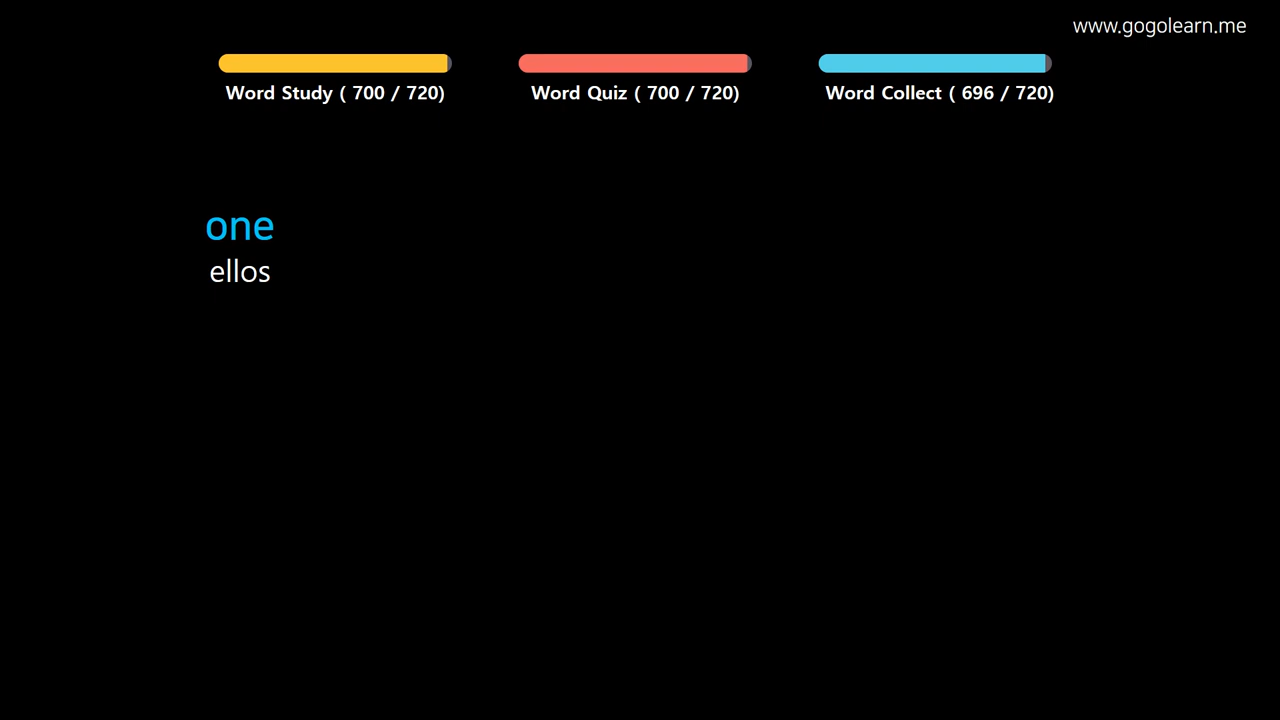 www.gogolearn.me
Word Study ( 700 / 720)
Word Quiz ( 700 / 720)
Word Collect ( 696 / 720)
one
ellos